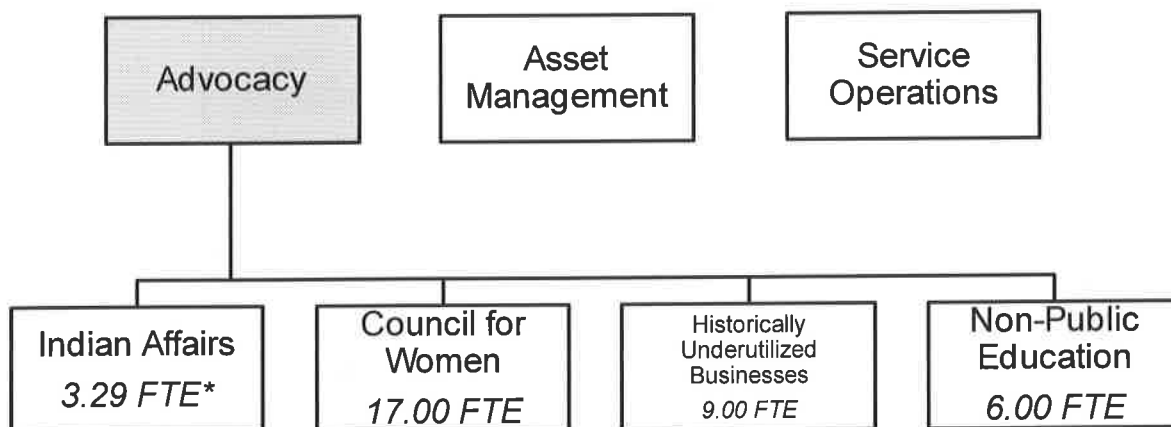 Advocacy
Asset
Management
Service
Operations
Indian Affairs
3.29 FTE*
Council for
Women
17.00 FTE
Historically
Underutilized
Businesses
9.00 FTE
Non-Public
Education
6.00 FTE